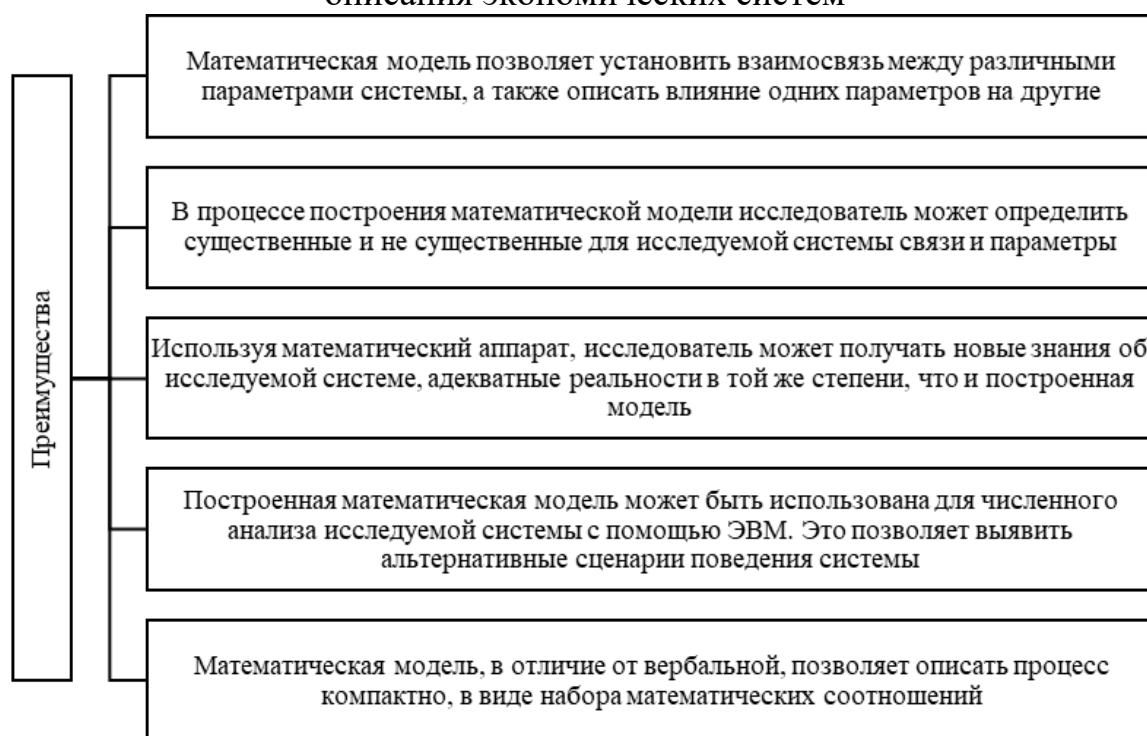 описания экономических систем
Преимущества
Математическая модель позволяет установить взаимосвязь между различными
параметрами системы, а также описать влияние одних параметров на другие
В процессе построения математической модели исследователь может определить
существенные и не существенные для исследуемой системы связи и параметры
Используя математический аппарат, исследователь может получать новые знания об
исследуемой системе, адекватные реальности в той же степени, что и построенная
модель
Построенная математическая модель может быть использована для численного
анализа исследуемой системы с помощью ЭВМ. Это позволяет выявить
альтернативные сценарии поведения системы
Математическая модель, в отличие от вербальной, позволяет описать процесс
компактно, в виде набора математических соотношений